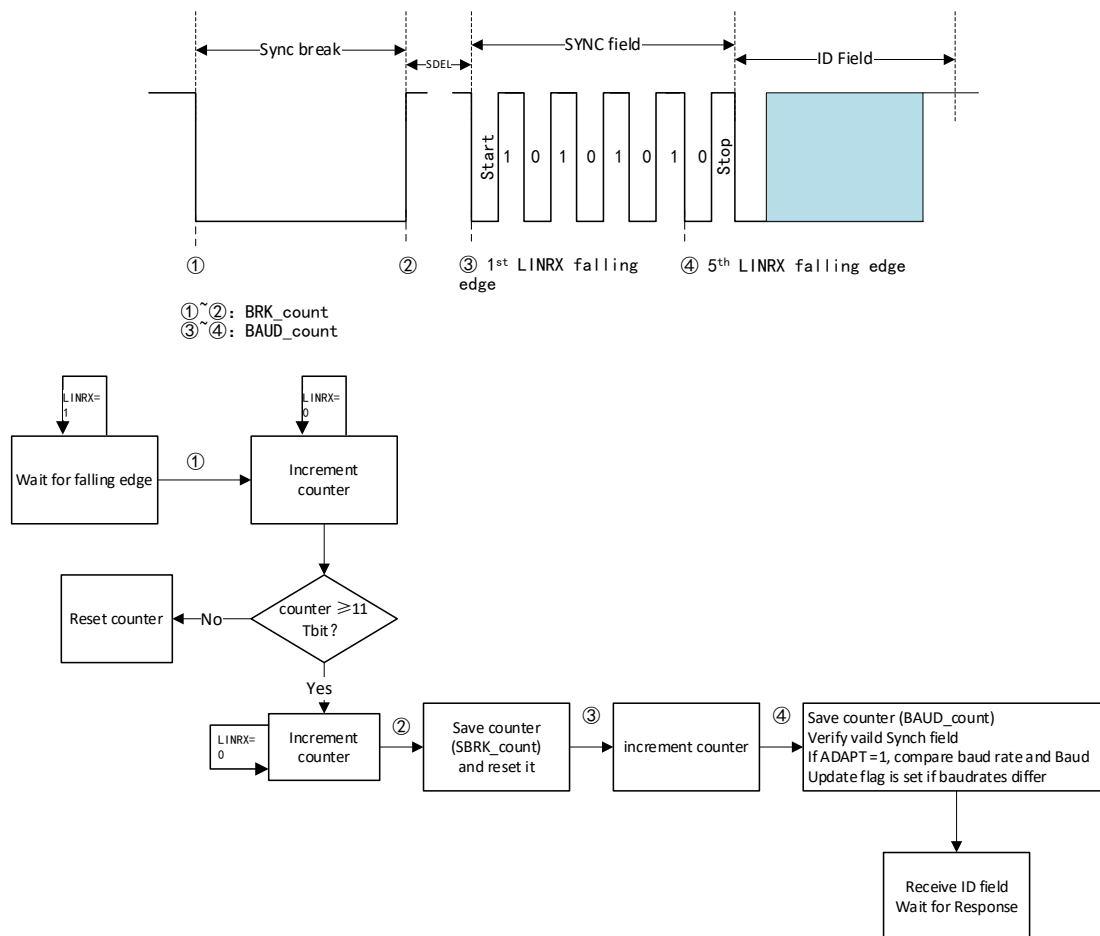 Sync break
SDEL
SYNC field
ID Field
Start 1 0 1 0 1 0 1 0 Stop
①
②
③ 1st LINRX falling
edge
④ 5th LINRX falling edge
①~②: BRK_count
③~④: BAUD_count
LINRX=
1
LINRX=
0
Wait for falling edge
①
Increment
counter
counter ≥11
Tbit?
No
Reset counter
Yes
LINRX=
0
Increment
counter
②
Save counter
(SBRK_count)
and reset it
③
increment counter
④
Save counter (BAUD_count)
Verify vaild Synch field
If ADAPT=1, compare baud rate and Baud
Update flag is set if baudrates differ
Receive ID field
Wait for Response